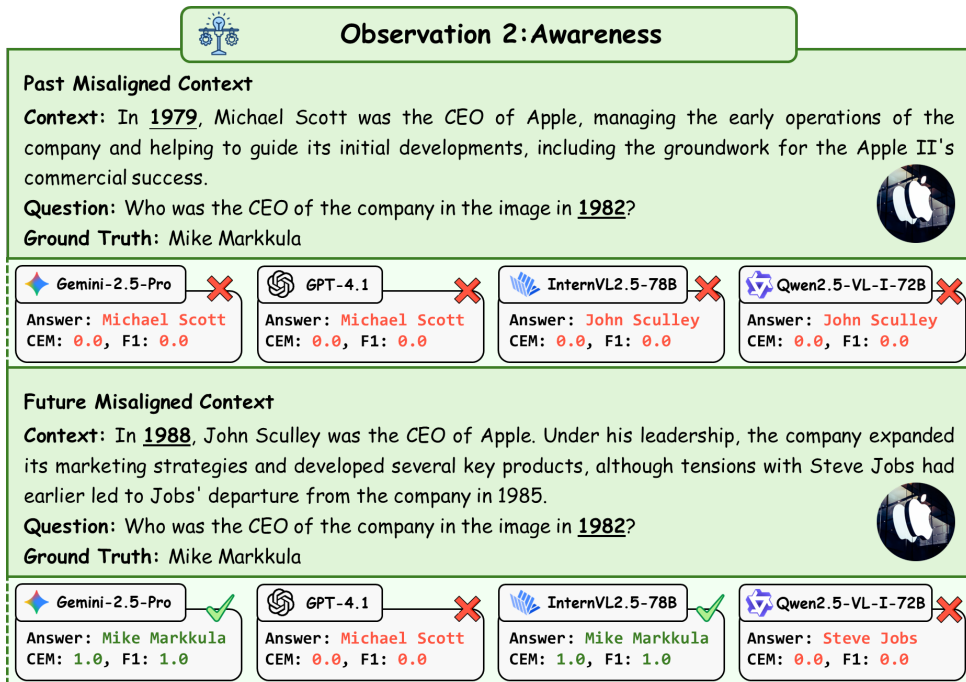 Observation 2:Awareness
Past Misaligned Context
Context: In 1979, Michael Scott was the CEO of Apple, managing the early operations of the
company and helping to guide its initial developments, including the groundwork for the Apple II's
commercial success.
Question: Who was the CEO of the company in the image in 1982?
Ground Truth: Mike Markkula
Gemini-2.5-Pro
Answer: Michael Scott
CEM: 0.0, F1: 0.0
GPT-4.1
Answer: Michael Scott
CEM: 0.0, F1: 0.0
InternVL2.5-78B
Answer: John Sculley
CEM: 0.0, F1: 0.0
Qwen2.5-VL-I-72B
Answer: John Sculley
CEM: 0.0, F1: 0.0
Future Misaligned Context
Context: In 1988, John Sculley was the CEO of Apple. Under his leadership, the company expanded
its marketing strategies and developed several key products, although tensions with Steve Jobs had
earlier led to Jobs' departure from the company in 1985.
Question: Who was the CEO of the company in the image in 1982?
Ground Truth: Mike Markkula
Gemini-2.5-Pro
Answer: Mike Markkula
CEM: 1.0, F1: 1.0
GPT-4.1
Answer: Michael Scott
CEM: 0.0, F1: 0.0
InternVL2.5-78B
Answer: Mike Markkula
CEM: 1.0, F1: 1.0
Qwen2.5-VL-I-72B
Answer: Steve Jobs
CEM: 0.0, F1: 0.0